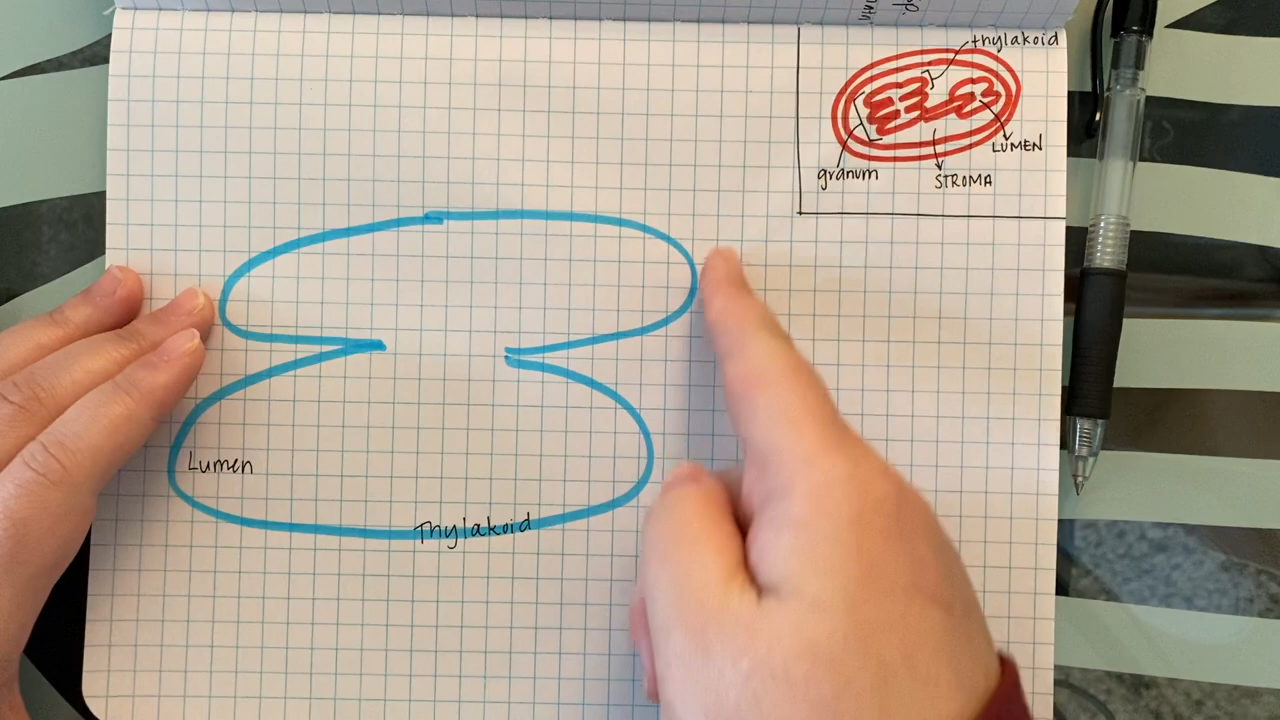 thylakoid
LUMEN
granum
STROMA
Lumen
Thylakoid